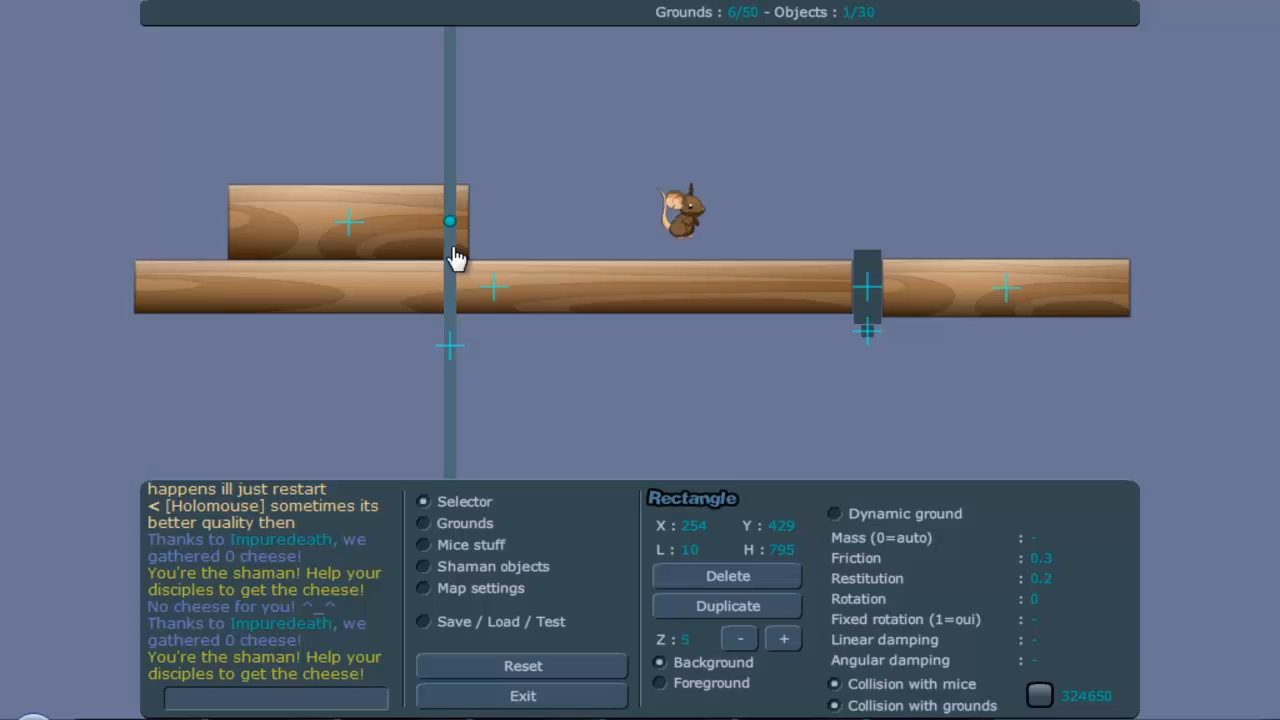 Grounds : 6/50 - Objects : 1/30
happens ill just restart
< [Holomouse] sometimes its
better quality then
Thanks to Impuredeath, we
gathered 0 cheese!
You're the shaman! Help your
disciples to get the cheese!
No cheese for you! ^_^
Thanks to Impuredeath, we
gathered 0 cheese!
You're the shaman! Help your
disciples to get the cheese!
Selector
Grounds
Mice stuff
Shaman objects
Map settings
Save / Load / Test
Reset
Exit
Rectangle
X : 254 Y : 429
L : 10 H : 795
Delete
Duplicate
Z : 5 - +
Background
Foreground
Dynamic ground
Mass (0=auto) : -
Friction : 0.3
Restitution : 0.2
Rotation : 0
Fixed rotation (1=oui) : -
Linear damping : -
Angular damping : -
Collision with mice
Collision with grounds
324650